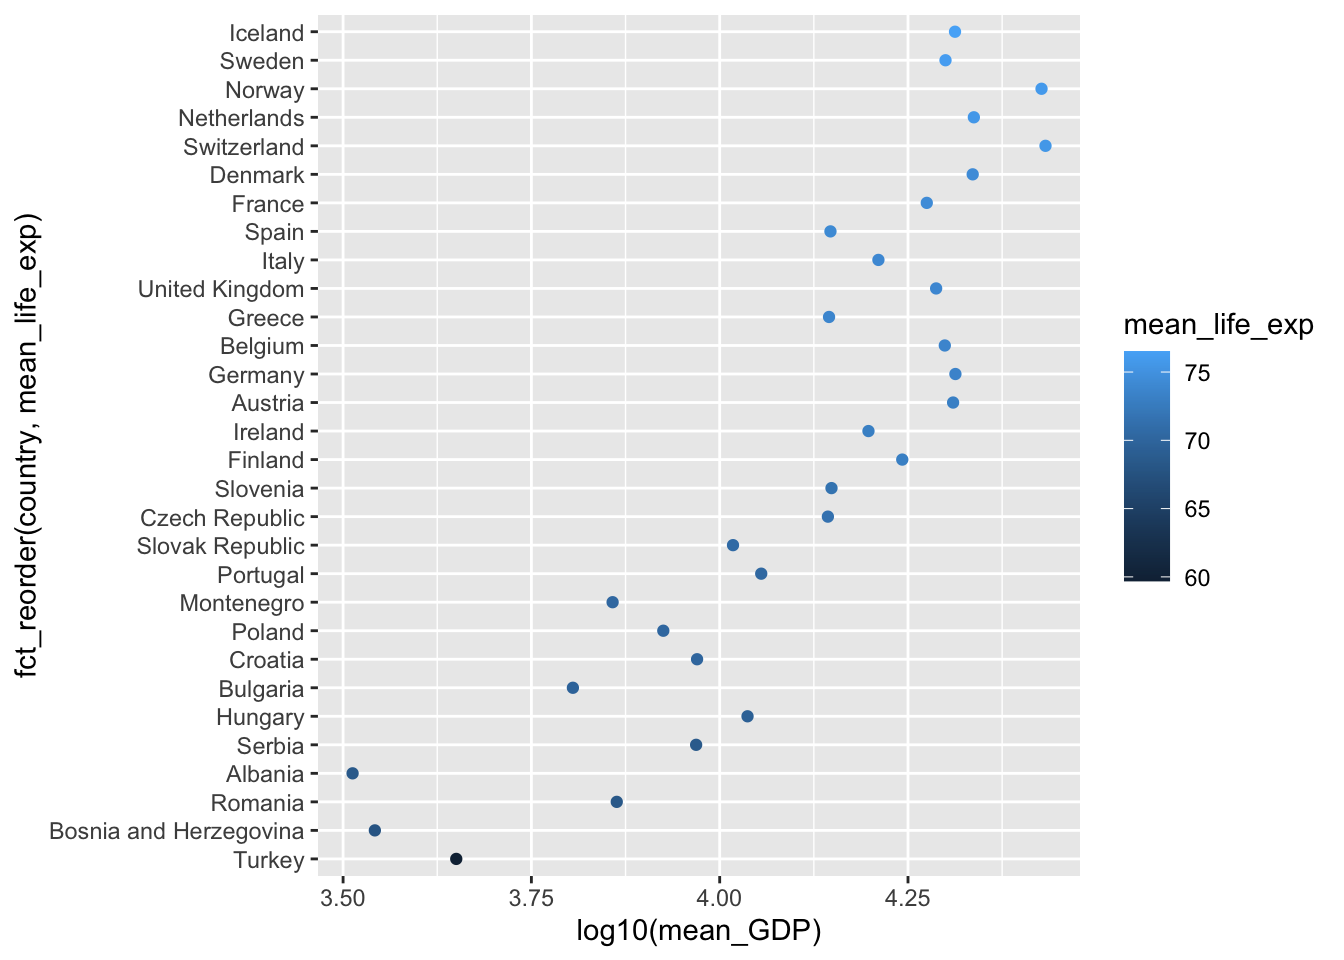 Iceland
Sweden
Norway
Netherlands
Switzerland
Denmark
France
Spain
Italy
United Kingdom
Greece
Belgium
Germany
Austria
Ireland
Finland
Slovenia
Czech Republic
Slovak Republic
Portugal
Montenegro
Poland
Croatia
Bulgaria
Hungary
Serbia
Albania
Romania
Bosnia and Herzegovina
Turkey
fct_reorder(country, mean_life_exp)
3.50 3.75 4.00 4.25
log10(mean_GDP)
mean_life_exp
75
70
65
60